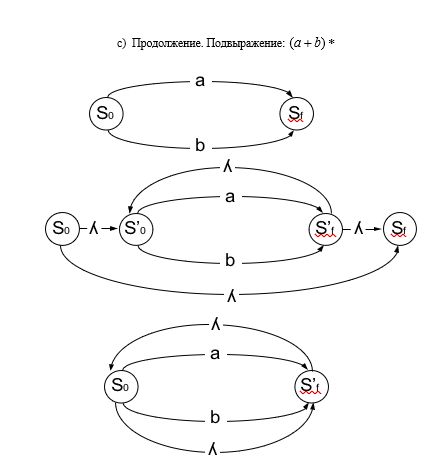 с) Продолжение. Подвыражение: (a + b) *
a
S₀ Sf
b
ʎ
a
S₀ ʎ S'₀ S'f ʎ Sf
b
ʎ
ʎ
a
S₀ S'f
b
ʎ